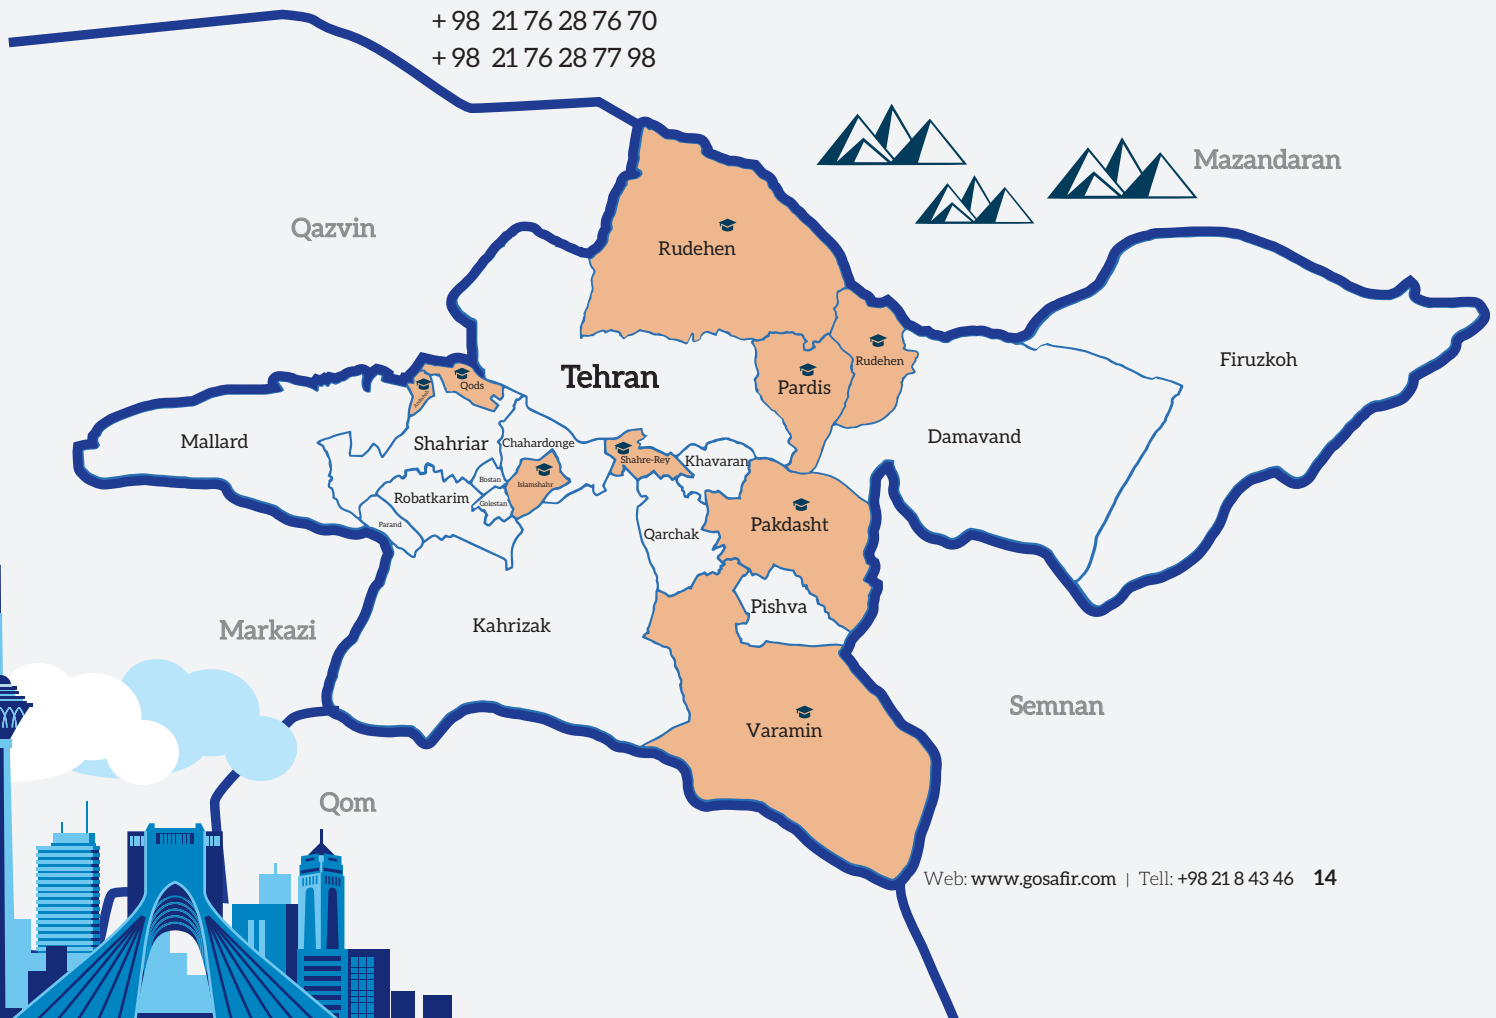 + 98 21 76 28 76 70
+ 98 21 76 28 77 98
Mazandaran
Qazvin
Rudehen
Rudehen
Firuzkoh
Tehran
Pardis
Qods
Mallard
Shahriar
Chahardonge
Damavand
Shahre-Rey
Khavaran
Bostan
Islamshahr
Robatkarim
Golestan
Parand
Pakdasht
Qarchak
Pishva
Kahrizak
Markazi
Semnan
Varamin
Qom
Web: www.gosafir.com | Tell: +98 21 8 43 46 14